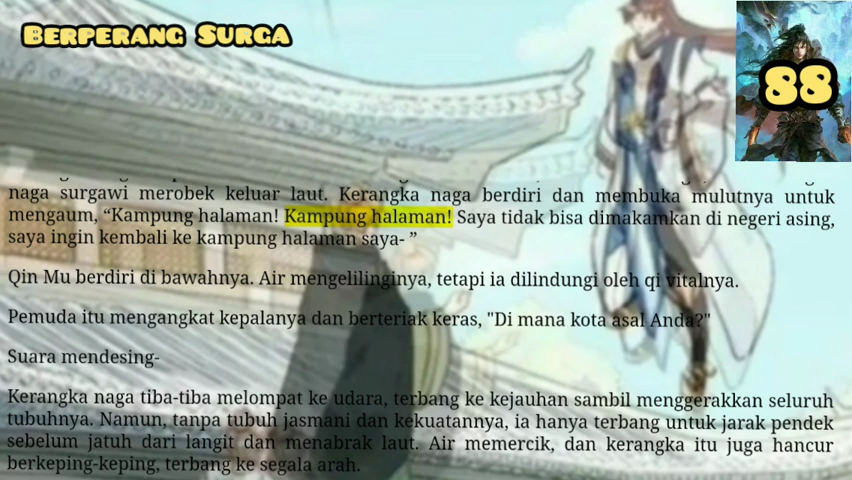 Berperang Surga
88
naga surgawi merobek keluar laut. Kerangka naga berdiri dan membuka mulutnya untuk
mengaum, “Kampung halaman! Kampung halaman! Saya tidak bisa dimakamkan di negeri asing,
saya ingin kembali ke kampung halaman saya- ”
Qin Mu berdiri di bawahnya. Air mengelilinginya, tetapi ia dilindungi oleh qi vitalnya.
Pemuda itu mengangkat kepalanya dan berteriak keras, "Di mana kota asal Anda?"
Suara mendesing-
Kerangka naga tiba-tiba melompat ke udara, terbang ke kejauhan sambil menggerakkan seluruh
tubuhnya. Namun, tanpa tubuh jasmani dan kekuatannya, ia hanya terbang untuk jarak pendek
sebelum jatuh dari langit dan menabrak laut. Air memercik, dan kerangka itu juga hancur
berkeping-keping, terbang ke segala arah.